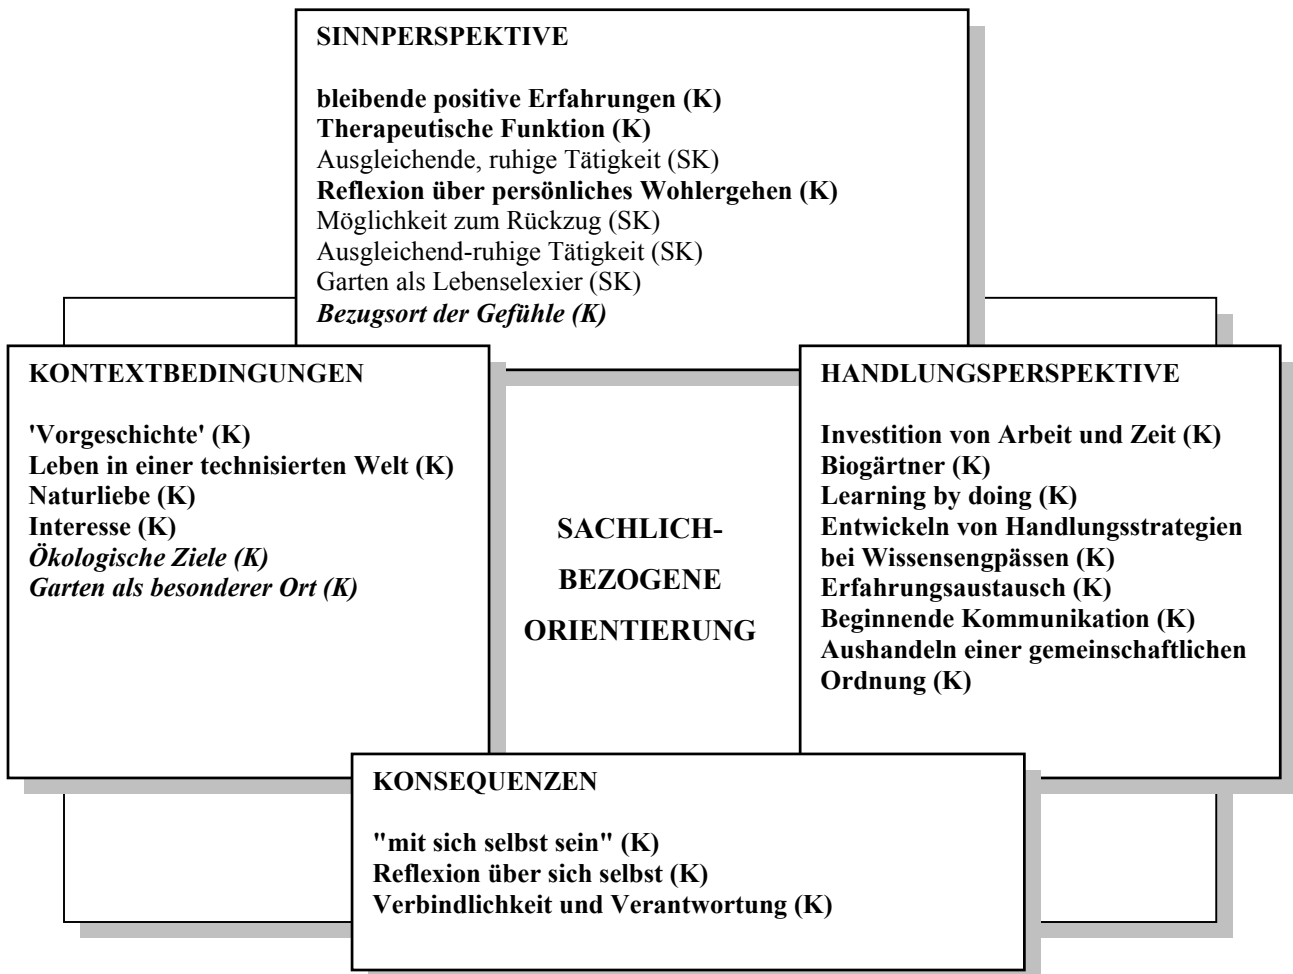 SINNPERSPEKTIVE
bleibende positive Erfahrungen (K)
Therapeutische Funktion (K)
Ausgleichende, ruhige Tätigkeit (SK)
Reflexion über persönliches Wohlergehen (K)
Möglichkeit zum Rückzug (SK)
Ausgleichend-ruhige Tätigkeit (SK)
Garten als Lebenselexier (SK)
Bezugsort der Gefühle (K)
KONTEXTBEDINGUNGEN
'Vorgeschichte' (K)
Leben in einer technisierten Welt (K)
Naturliebe (K)
Interesse (K)
Ökologische Ziele (K)
Garten als besonderer Ort (K)
SACHLICH-
BEZOGENE
ORIENTIERUNG
HANDLUNGSPERSPEKTIVE
Investition von Arbeit und Zeit (K)
Biogärtner (K)
Learning by doing (K)
Entwickeln von Handlungsstrategien
bei Wissensengpässen (K)
Erfahrungsaustausch (K)
Beginnende Kommunikation (K)
Aushandeln einer gemeinschaftlichen
Ordnung (K)
KONSEQUENZEN
"mit sich selbst sein" (K)
Reflexion über sich selbst (K)
Verbindlichkeit und Verantwortung (K)